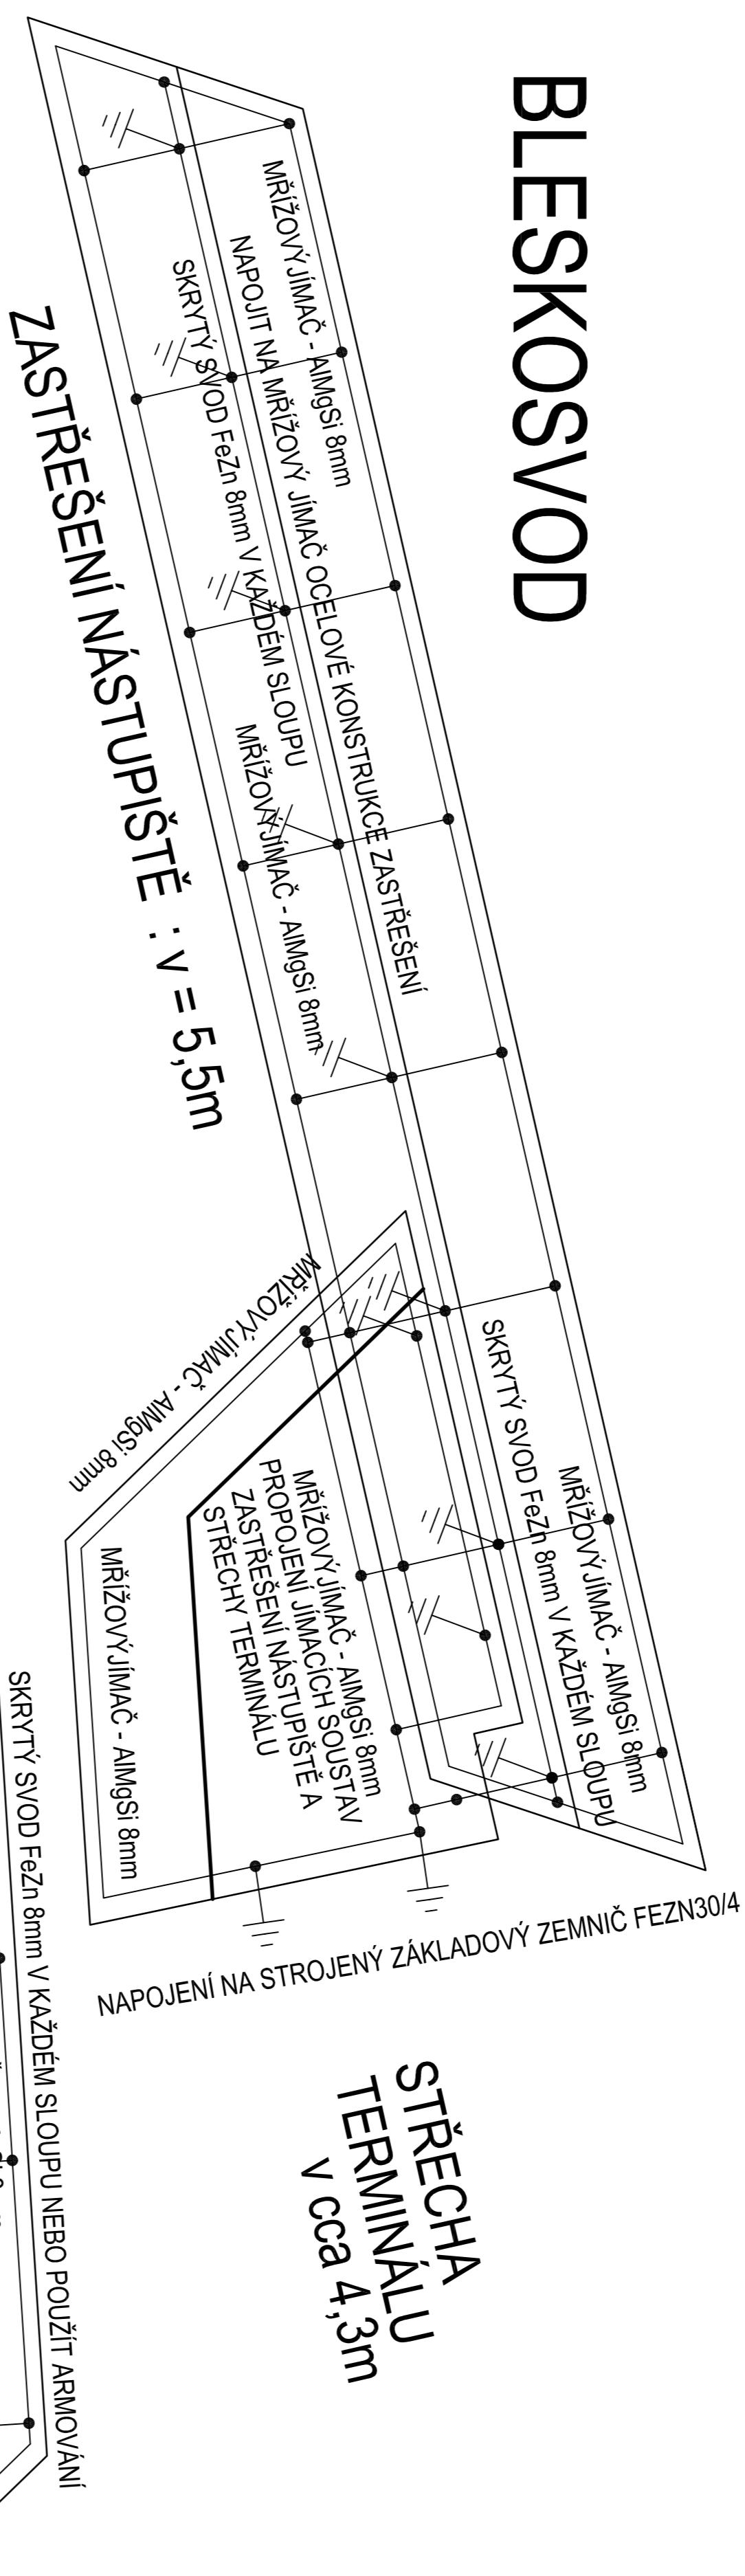 BLESKOSVOD
MŘÍŽOVÝ JÍMAČ - AlMgSi 8mm
NAPOJIT NA MŘÍŽOVÝ JÍMAČ OCELOVÉ KONSTRUKCE ZASTŘEŠENÍ
SKRYTÝ SVOD FeZn 8mm V KAŽDÉM SLOUPU
MŘÍŽOVÝ JÍMAČ - AlMgSi 8mm
ZASTŘEŠENÍ NÁSTUPIŠTĚ : v = 5,5m
MŘÍŽOVÝ JÍMAČ - AlMgSi 8mm
SKRYTÝ SVOD FeZn 8mm V KAŽDÉM SLOUPU
MŘÍŽOVÝ JÍMAČ - AlMgSi 8mm
MŘÍŽOVÝ JÍMAČ - AlMgSi 8mm
PROPOJENÍ JÍMACÍCH SOUSTAV
ZASTŘEŠENÍ NÁSTUPIŠTĚ A
STŘECHY TERMINÁLU
MŘÍŽOVÝ JÍMAČ - AlMgSi 8mm
NAPOJENÍ NA STROJENÝ ZÁKLADOVÝ ZEMNIČ FEZN30/4
STŘECHA
TERMINÁLU
v cca 4,3m
SKRYTÝ SVOD FeZn 8mm V KAŽDÉM SLOUPU NEBO POUŽÍT ARMOVÁNÍ